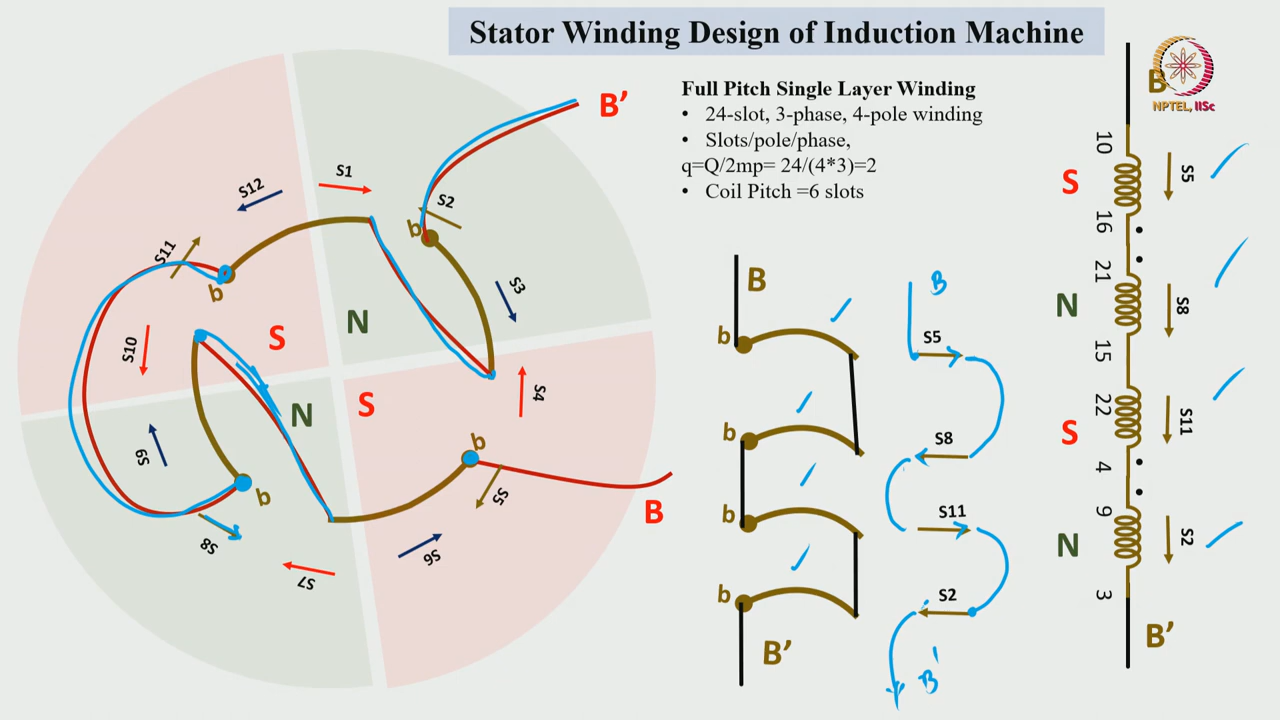 Stator Winding Design of Induction Machine
Full Pitch Single Layer Winding
• 24-slot, 3-phase, 4-pole winding
• Slots/pole/phase,
q=Q/2mp= 24/(4*3)=2
• Coil Pitch =6 slots
B'
S1
S12
S2
b
S11
b
S3
N
S
S10
S4
N
S
S9
b
b
S5
B
S8
S6
S7
B
b
b
b
b
B'
B
S5
S8
S11
S2
B'
B
NPTEL, IISc
10
S
S5
16
21
N
S8
15
22
S
S11
4
9
N
S2
3
B'